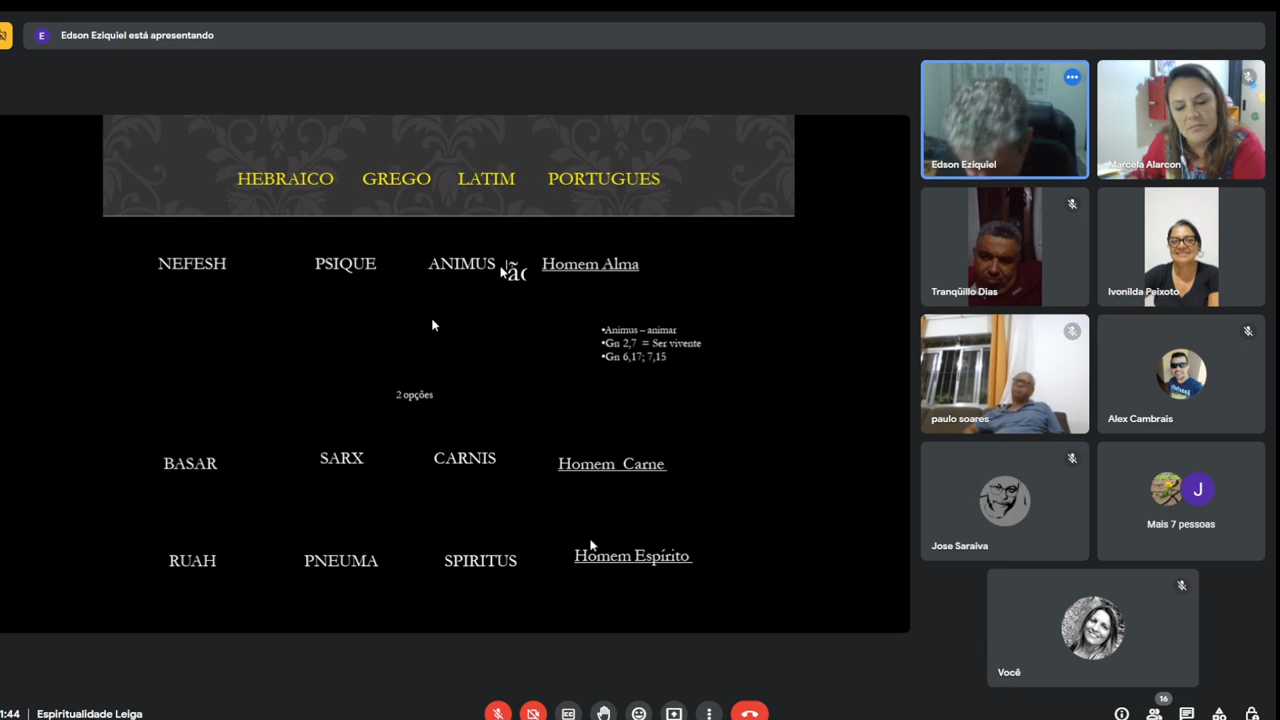 E Edson Eziquiel está apresentando
HEBRAICO GREGO LATIM PORTUGUES
NEFESH PSIQUE ANIMUS Homem Alma
•Animus – animar
•Gn 2,7 = Ser vivente
•Gn 6,17; 7,15
2 opções
BASAR SARX CARNIS Homem Carne
RUAH PNEUMA SPIRITUS Homem Espírito
Edson Eziquiel
Marcela Alarcon
Tranqüillo Dias
Ivonilda Peixoto
paulo soares
Alex Cambrais
Jose Saraiva
J
Mais 7 pessoas
Você
1:44 Espiritualidade Leiga
16